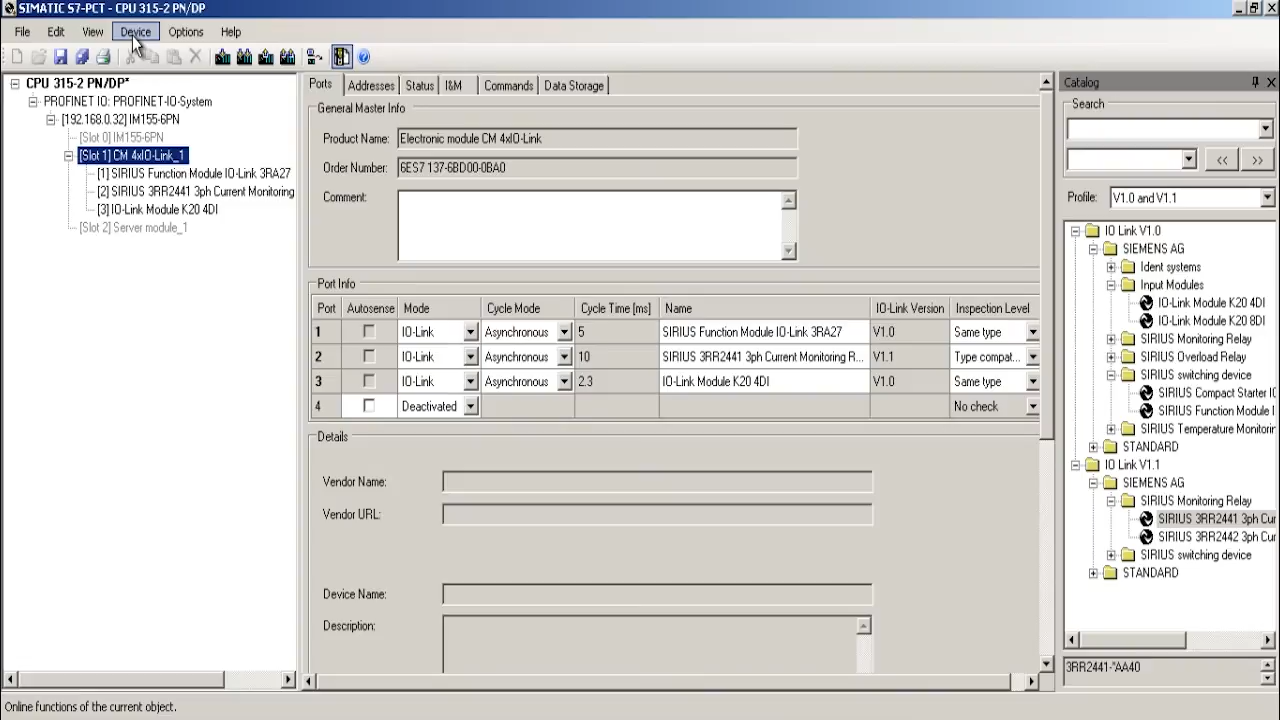 SIMATIC S7-PCT - CPU 315-2 PN/DP
File Edit View Device Options Help
CPU 315-2 PN/DP*
PROFINET IO: PROFINET-IO-System
[192.168.0.32] IM155-6PN
[Slot 0] IM155-6PN
[Slot 1] CM 4xIO-Link_1
[1] SIRIUS Function Module IO-Link 3RA27
[2] SIRIUS 3RR2441 3ph Current Monitoring
[3] IO-Link Module K20 4DI
[Slot 2] Server module_1
Ports Addresses Status I&M Commands Data Storage
General Master Info
Product Name: Electronic module CM 4xIO-Link
Order Number: 6ES7 137-6BD00-0BA0
Comment:
Port Info
Port Autosense Mode Cycle Mode Cycle Time [ms] Name IO-Link Version Inspection Level
1 IO-Link Asynchronous 5 SIRIUS Function Module IO-Link 3RA27 V1.0 Same type
2 IO-Link Asynchronous 10 SIRIUS 3RR2441 3ph Current Monitoring R... V1.1 Type compat...
3 IO-Link Asynchronous 2.3 IO-Link Module K20 4DI V1.0 Same type
4 Deactivated No check
Details
Vendor Name:
Vendor URL:
Device Name:
Description:
Catalog
Search
<< >>
Profile: V1.0 and V1.1
IO Link V1.0
SIEMENS AG
Ident systems
Input Modules
IO-Link Module K20 4DI
IO-Link Module K20 8DI
SIRIUS Monitoring Relay
SIRIUS Overload Relay
SIRIUS switching device
SIRIUS Compact Starter IO
SIRIUS Function Module I
SIRIUS Temperature Monitorin
STANDARD
IO Link V1.1
SIEMENS AG
SIRIUS Monitoring Relay
SIRIUS 3RR2441 3ph Cur
SIRIUS 3RR2442 3ph Cur
SIRIUS switching device
STANDARD
3RR2441-*AA40
Online functions of the current object.